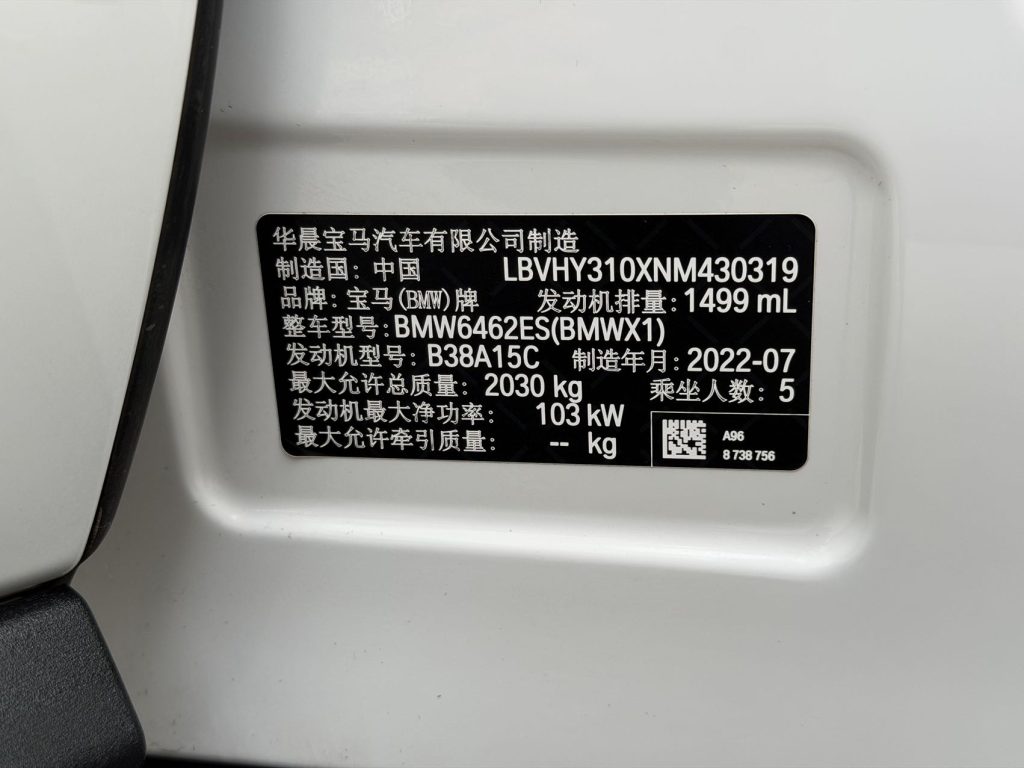 华晨宝马汽车有限公司制造
制造国: 中国 LBVHY310XNM430319
品牌: 宝马(BMW)牌 发动机排量: 1499 mL
整车型号: BMW6462ES(BMWX1)
发动机型号: B38A15C 制造年月: 2022-07
最大允许总质量: 2030 kg 乘坐人数: 5
发动机最大净功率: 103 kW
最大允许牵引质量: -- kg
A96
8 738 756